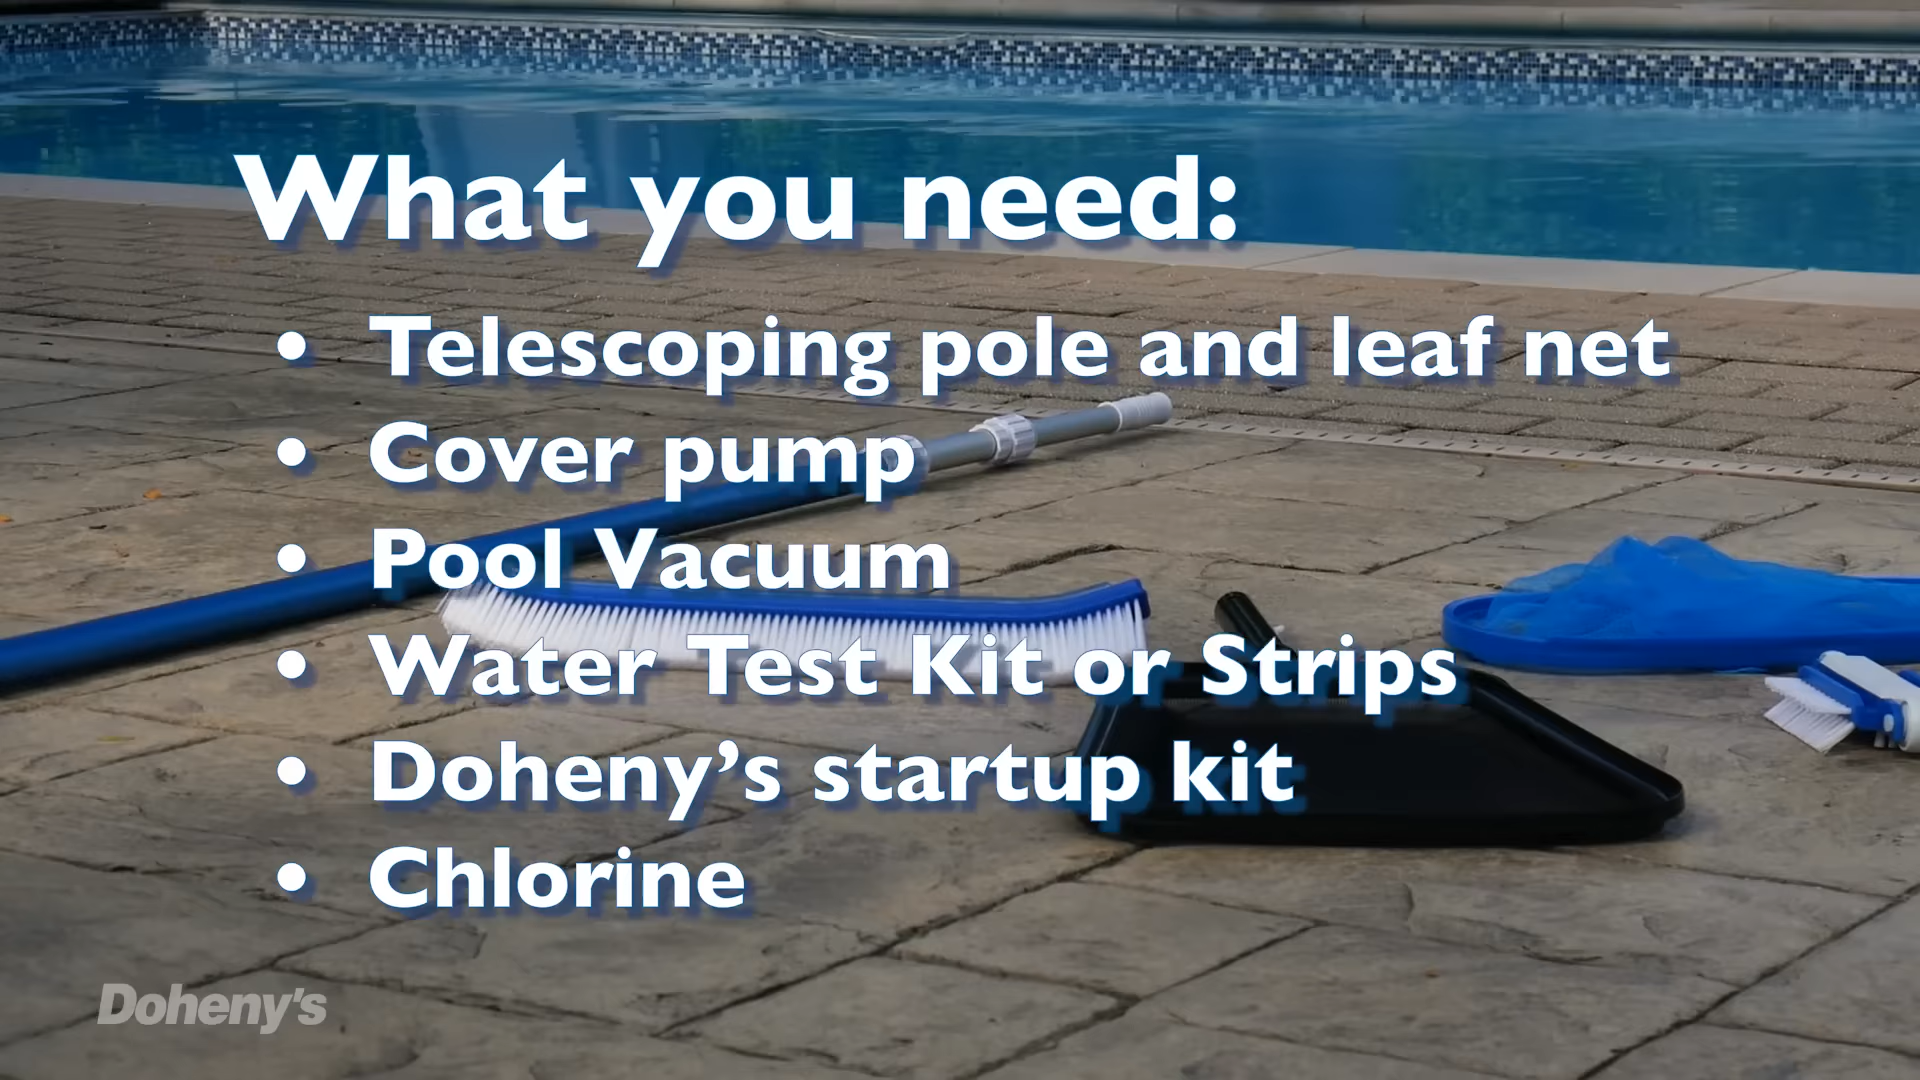 What you need:
• Telescoping pole and leaf net
• Cover pump
• Pool Vacuum
• Water Test Kit or Strips
• Doheny’s startup kit
• Chlorine
Doheny's